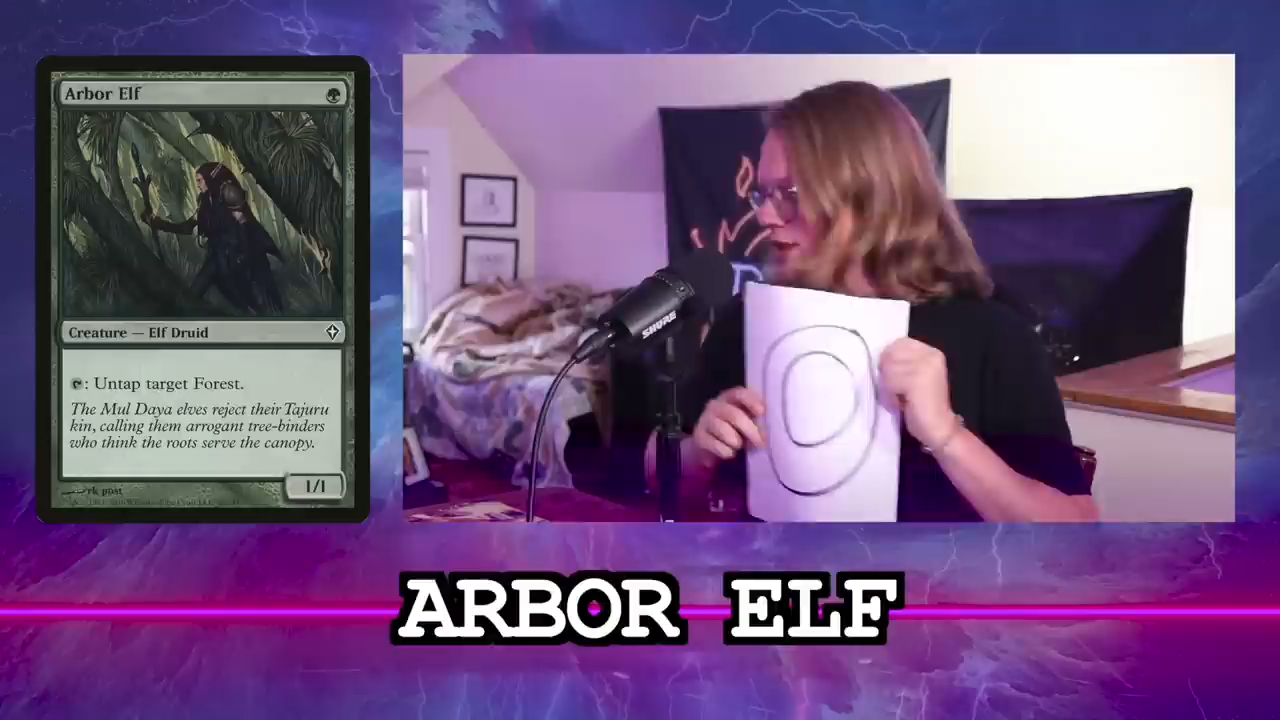 Arbor Elf
Creature — Elf Druid
: Untap target Forest.
The Mul Daya elves reject their Tajuru
kin, calling them arrogant tree-binders
who think the roots serve the canopy.
1/1
SHURE
O
ARBOR ELF